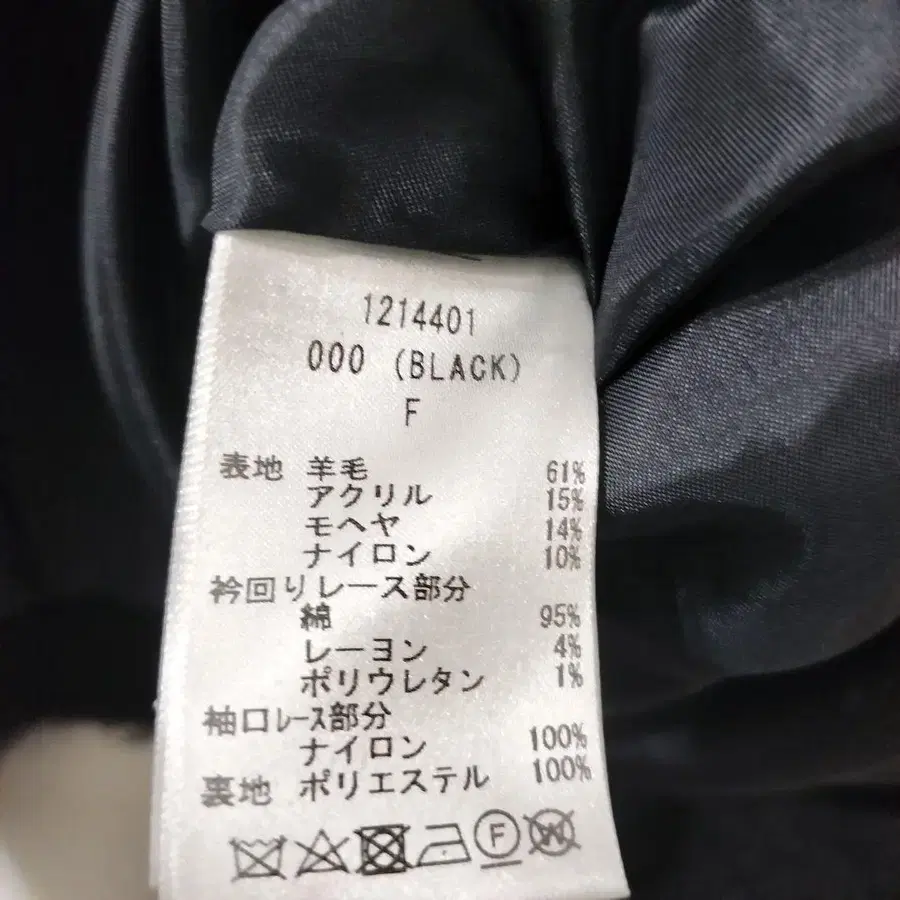 1214401
000 (BLACK)
F
表地 羊毛 61%
アクリル 15%
モヘヤ 14%
ナイロン 10%
衿回りレース部分
綿 95%
レーヨン 4%
ポリウレタン 1%
袖口レース部分
ナイロン 100%
裏地 ポリエステル 100%
F W